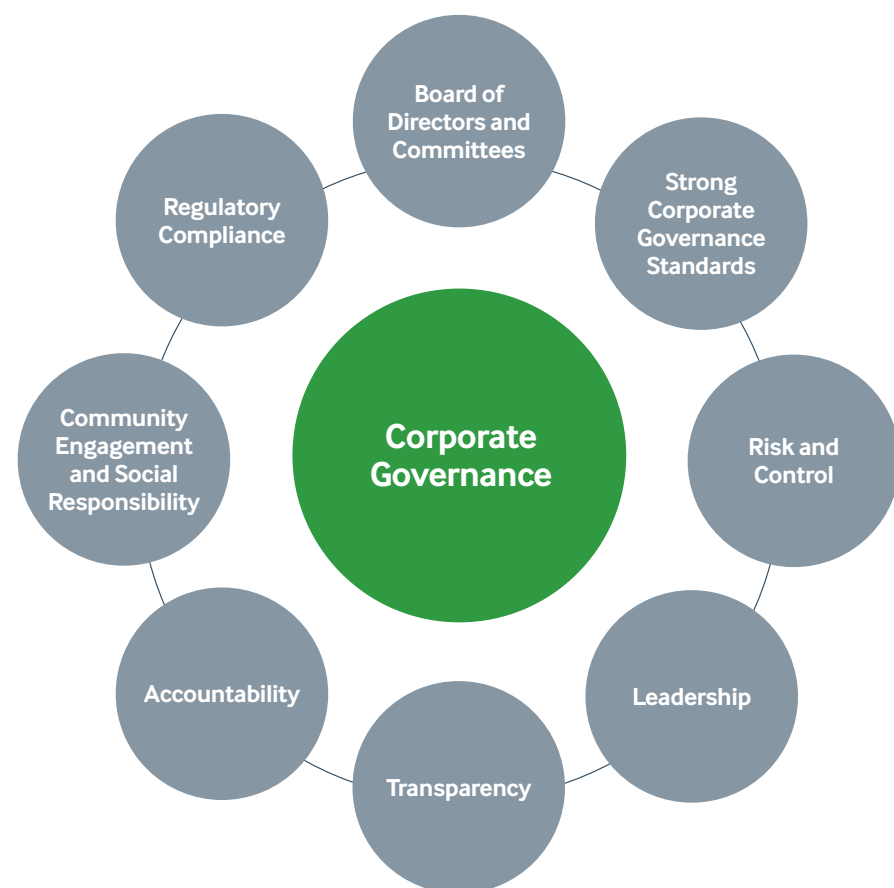 Board of
Directors and
Committees
Strong
Corporate
Governance
Standards
Risk and
Control
Leadership
Transparency
Accountability
Community
Engagement
and Social
Responsibility
Regulatory
Compliance
Corporate
Governance